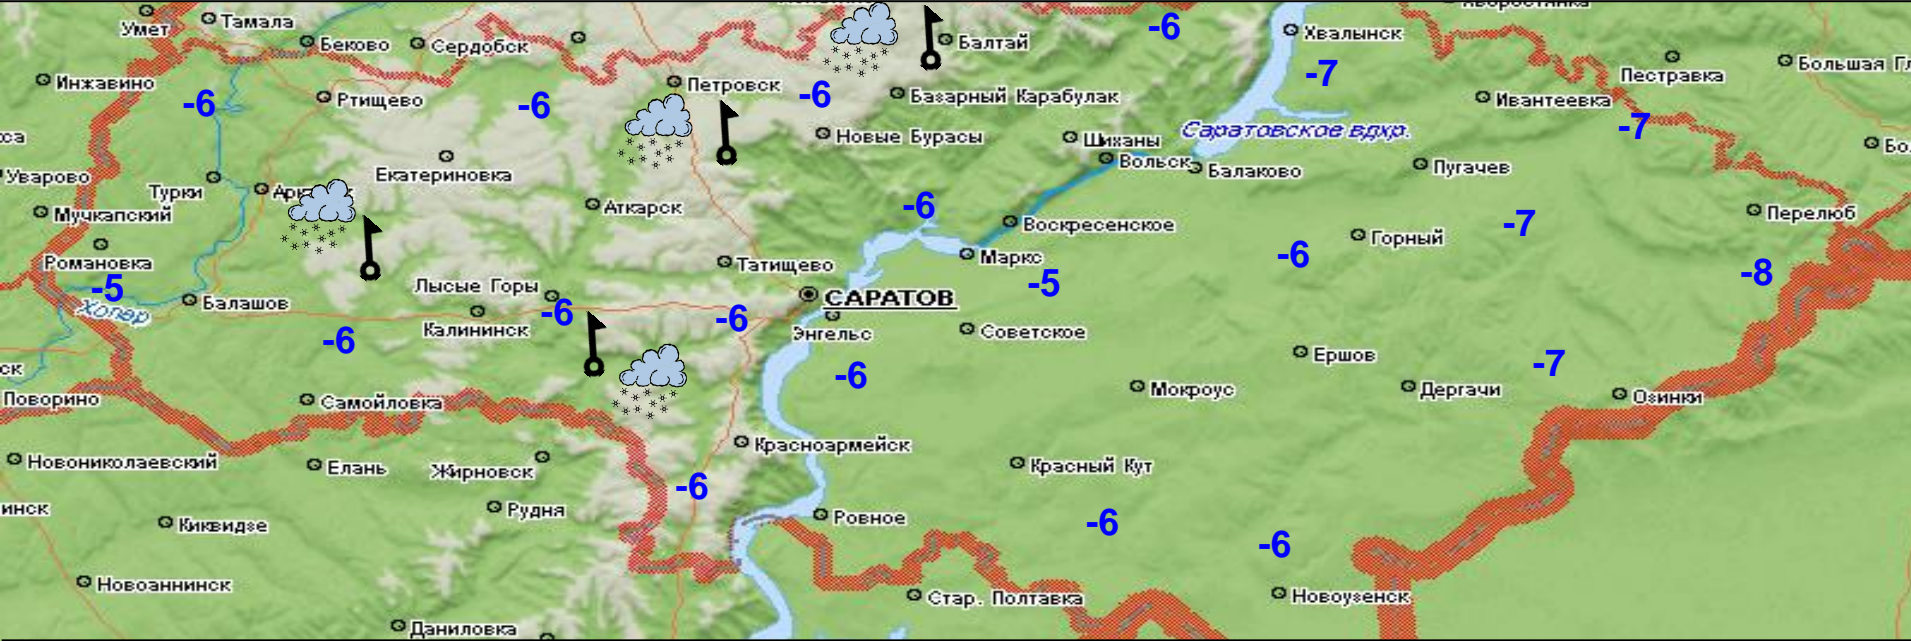 Умет
Тамала
Беково
Сердобск
Балтай
-6
Хвалынск
Инжавино
-6
Ртищево
-6
Петровск
-6
Базарный Карабулак
-7
Ивантеевка
Пестравка
Большая Гл
Новые Бурасы
Шиханы
Саратовское вдхр.
-7
Уварово
Турки
Екатериновка
Вольск
Балаково
Пугачев
Бо
Мучкапский
Аткарск
-6
Воскресенское
-7
Перелюб
Романовка
Татищево
Маркс
-6
Горный
-8
-5
Хопер
Балашов
Лысые Горы
-6
САРАТОВ
-5
-6
Калининск
-6
Энгельс
Советское
Ершов
-7
ск
Поворино
Самойловка
-6
Мокроус
Дергачи
Озинки
Новониколаевский
Елань
Жирновск
Красноармейск
Красный Кут
инск
Киквидзе
Рудня
-6
Ровное
-6
-6
Новоаннинск
Даниловка
Стар. Полтавка
Новоузенск